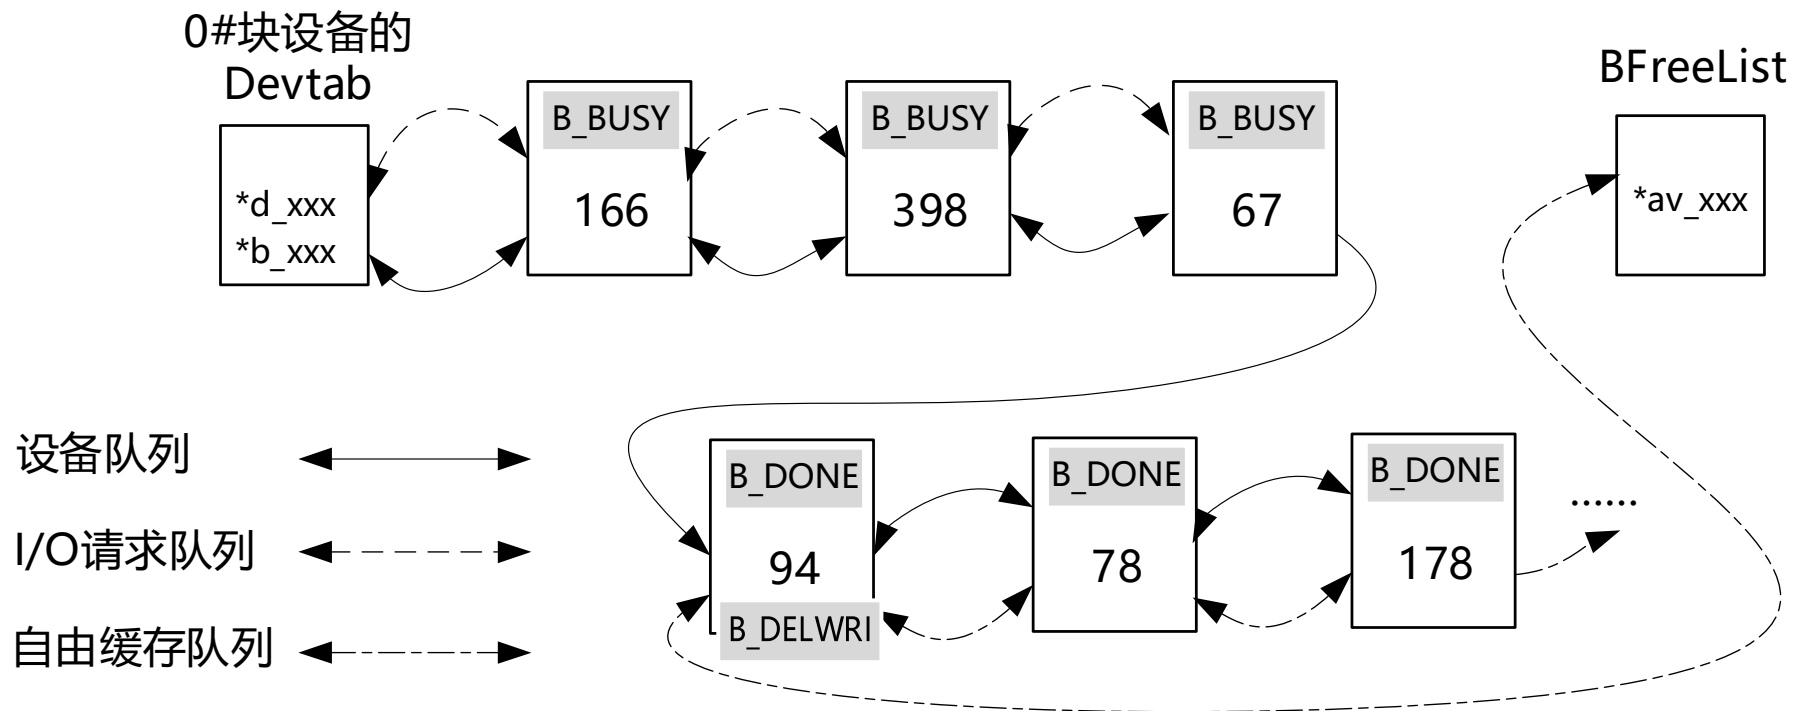 0#块设备的
Devtab
*d_xxx
*b_xxx
B_BUSY
166
B_BUSY
398
B_BUSY
67
BFreeList
*av_xxx
设备队列
I/O请求队列
自由缓存队列
B_DONE
94
B_DELWRI
B_DONE
78
B_DONE
178
......